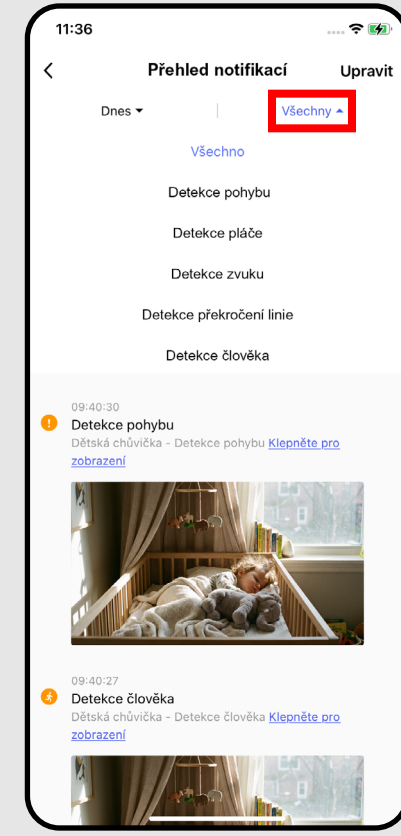 11:36
Přehled notifikací
Upravit
Dnes
Všechny
Všechno
Detekce pohybu
Detekce pláče
Detekce zvuku
Detekce překročení linie
Detekce člověka
09:40:30
Detekce pohybu
Dětská chůvička - Detekce pohybu Klepněte pro
zobrazení
09:40:27
Detekce člověka
Dětská chůvička - Detekce člověka Klepněte pro
zobrazení